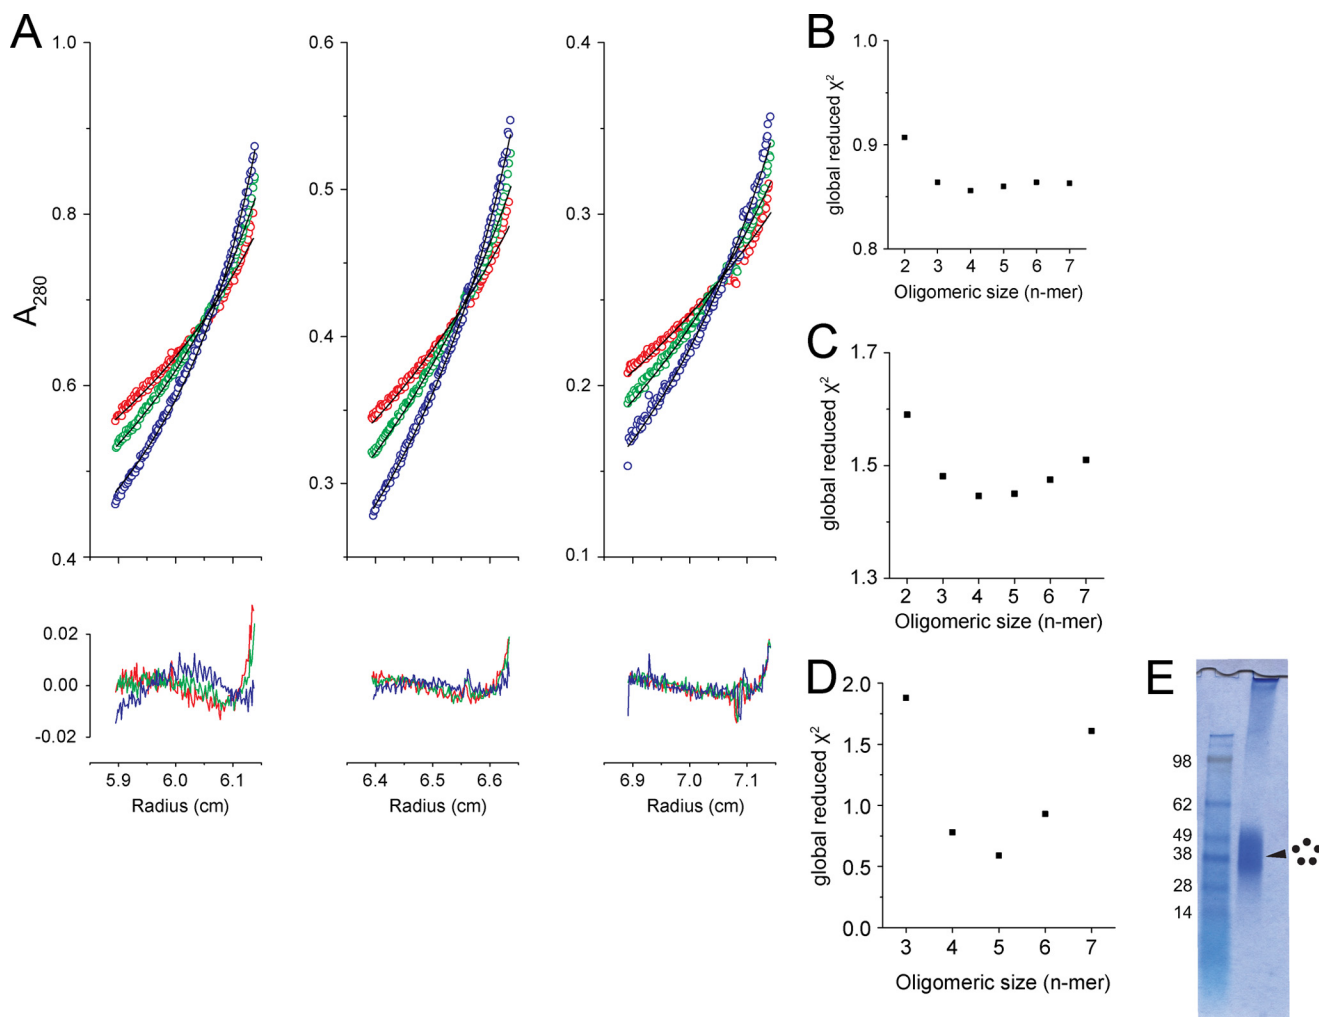 A
A280
1.0
0.8
0.6
0.4
0.6
0.5
0.4
0.3
0.4
0.3
0.2
0.1
0.02
0.00
-0.02
5.9 6.0 6.1
Radius (cm)
6.4 6.5 6.6
Radius (cm)
6.9 7.0 7.1
Radius (cm)
B
global reduced χ²
1.0
0.9
0.8
2 3 4 5 6 7
Oligomeric size (n-mer)
C
global reduced χ²
1.7
1.5
1.3
2 3 4 5 6 7
Oligomeric size (n-mer)
D
global reduced χ²
2.0
1.5
1.0
0.5
0.0
3 4 5 6 7
Oligomeric size (n-mer)
E
98
62
49
38
28
14